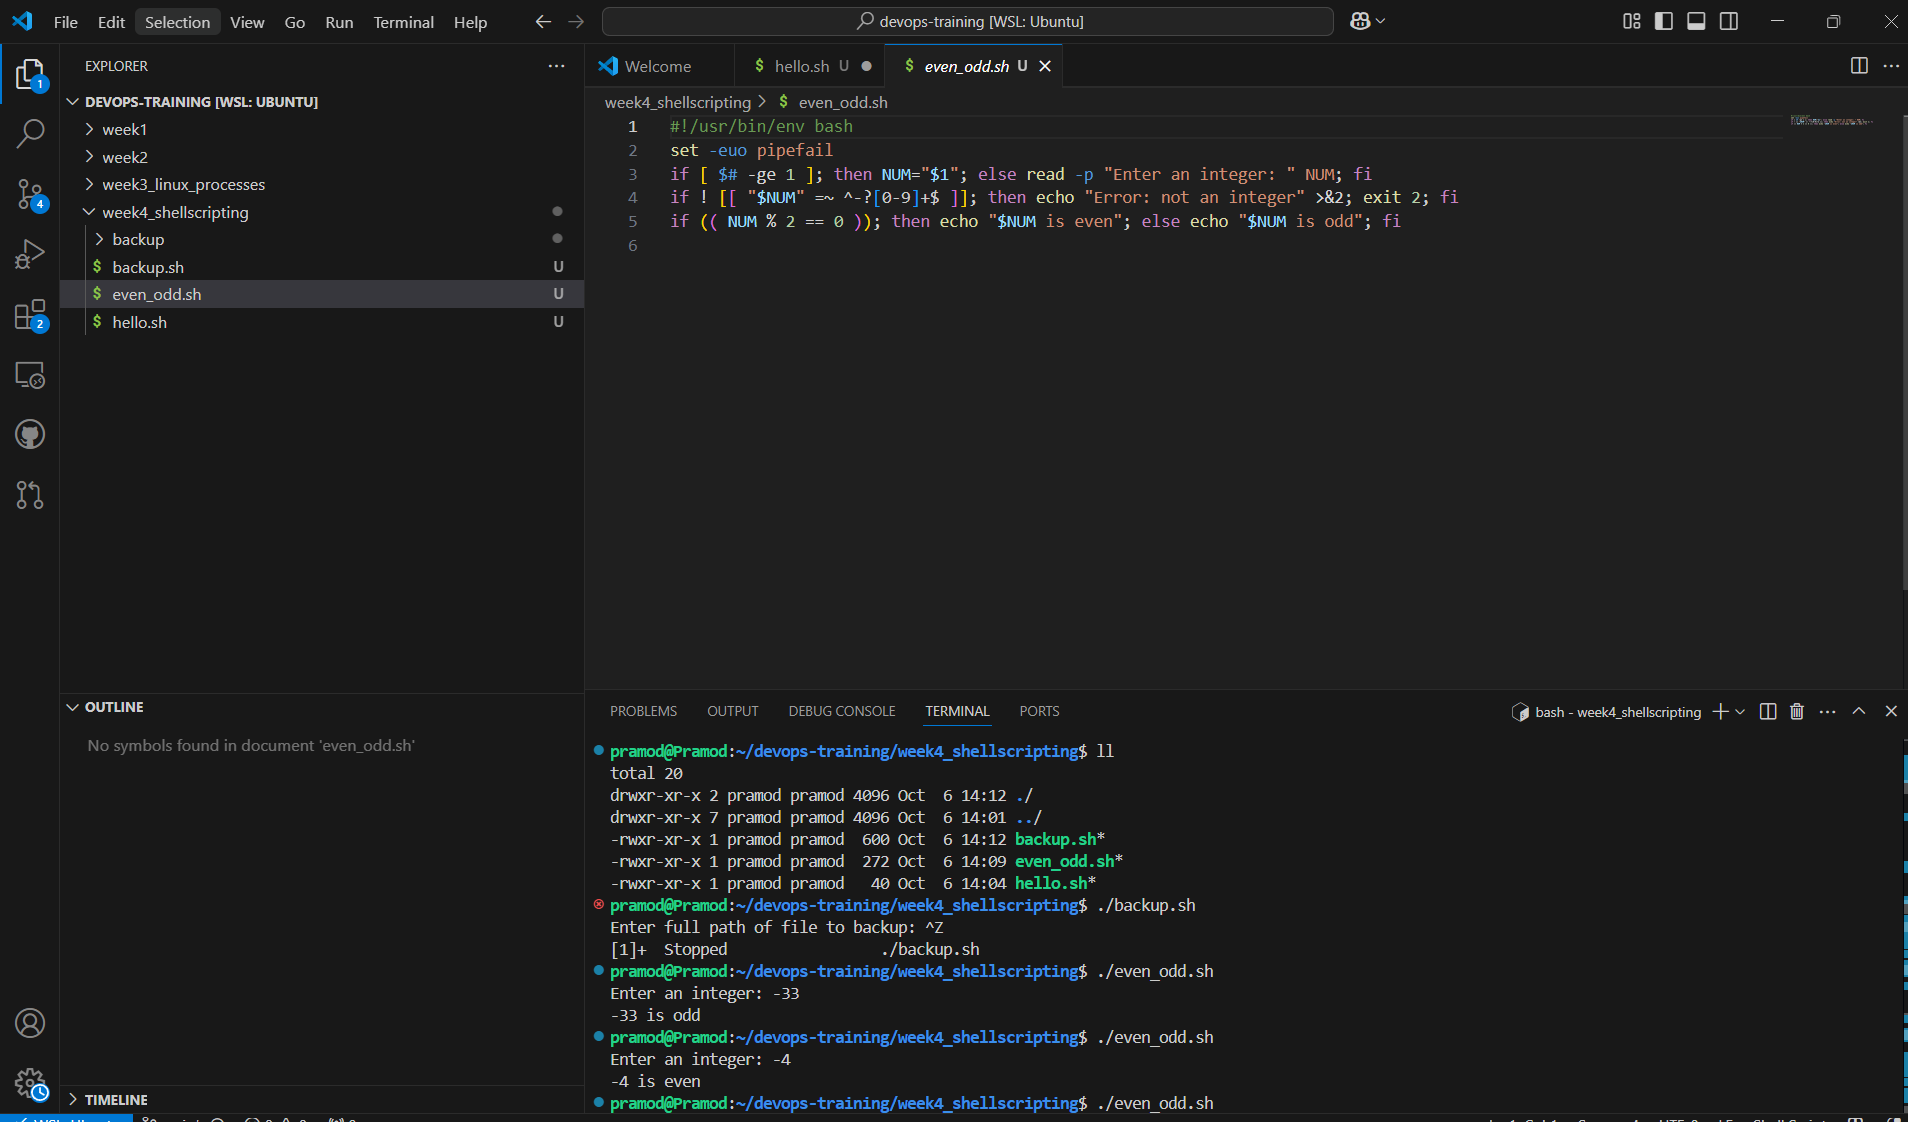 File Edit Selection View Go Run Terminal Help
devops-training [WSL: Ubuntu]
EXPLORER
DEVOPS-TRAINING [WSL: UBUNTU]
week1
week2
week3_linux_processes
week4_shellscripting
backup
backup.sh U
even_odd.sh U
hello.sh U
1
4
2
OUTLINE
No symbols found in document 'even_odd.sh'
TIMELINE
Welcome
$ hello.sh U
$ even_odd.sh U
week4_shellscripting > $ even_odd.sh
1 #!/usr/bin/env bash
2 set -euo pipefail
3 if [ $# -ge 1 ]; then NUM="$1"; else read -p "Enter an integer: " NUM; fi
4 if ! [[ "$NUM" =~ ^-?[0-9]+$ ]]; then echo "Error: not an integer" >&2; exit 2; fi
5 if (( NUM % 2 == 0 )); then echo "$NUM is even"; else echo "$NUM is odd"; fi
6
PROBLEMS OUTPUT DEBUG CONSOLE TERMINAL PORTS
bash - week4_shellscripting
pramod@Pramod:~/devops-training/week4_shellscripting$ ll
total 20
drwxr-xr-x 2 pramod pramod 4096 Oct  6 14:12 ./
drwxr-xr-x 7 pramod pramod 4096 Oct  6 14:01 ../
-rwxr-xr-x 1 pramod pramod  600 Oct  6 14:12 backup.sh*
-rwxr-xr-x 1 pramod pramod  272 Oct  6 14:09 even_odd.sh*
-rwxr-xr-x 1 pramod pramod   40 Oct  6 14:04 hello.sh*
pramod@Pramod:~/devops-training/week4_shellscripting$ ./backup.sh
Enter full path of file to backup: ^Z
[1]+  Stopped                 ./backup.sh
pramod@Pramod:~/devops-training/week4_shellscripting$ ./even_odd.sh
Enter an integer: -33
-33 is odd
pramod@Pramod:~/devops-training/week4_shellscripting$ ./even_odd.sh
Enter an integer: -4
-4 is even
pramod@Pramod:~/devops-training/week4_shellscripting$ ./even_odd.sh